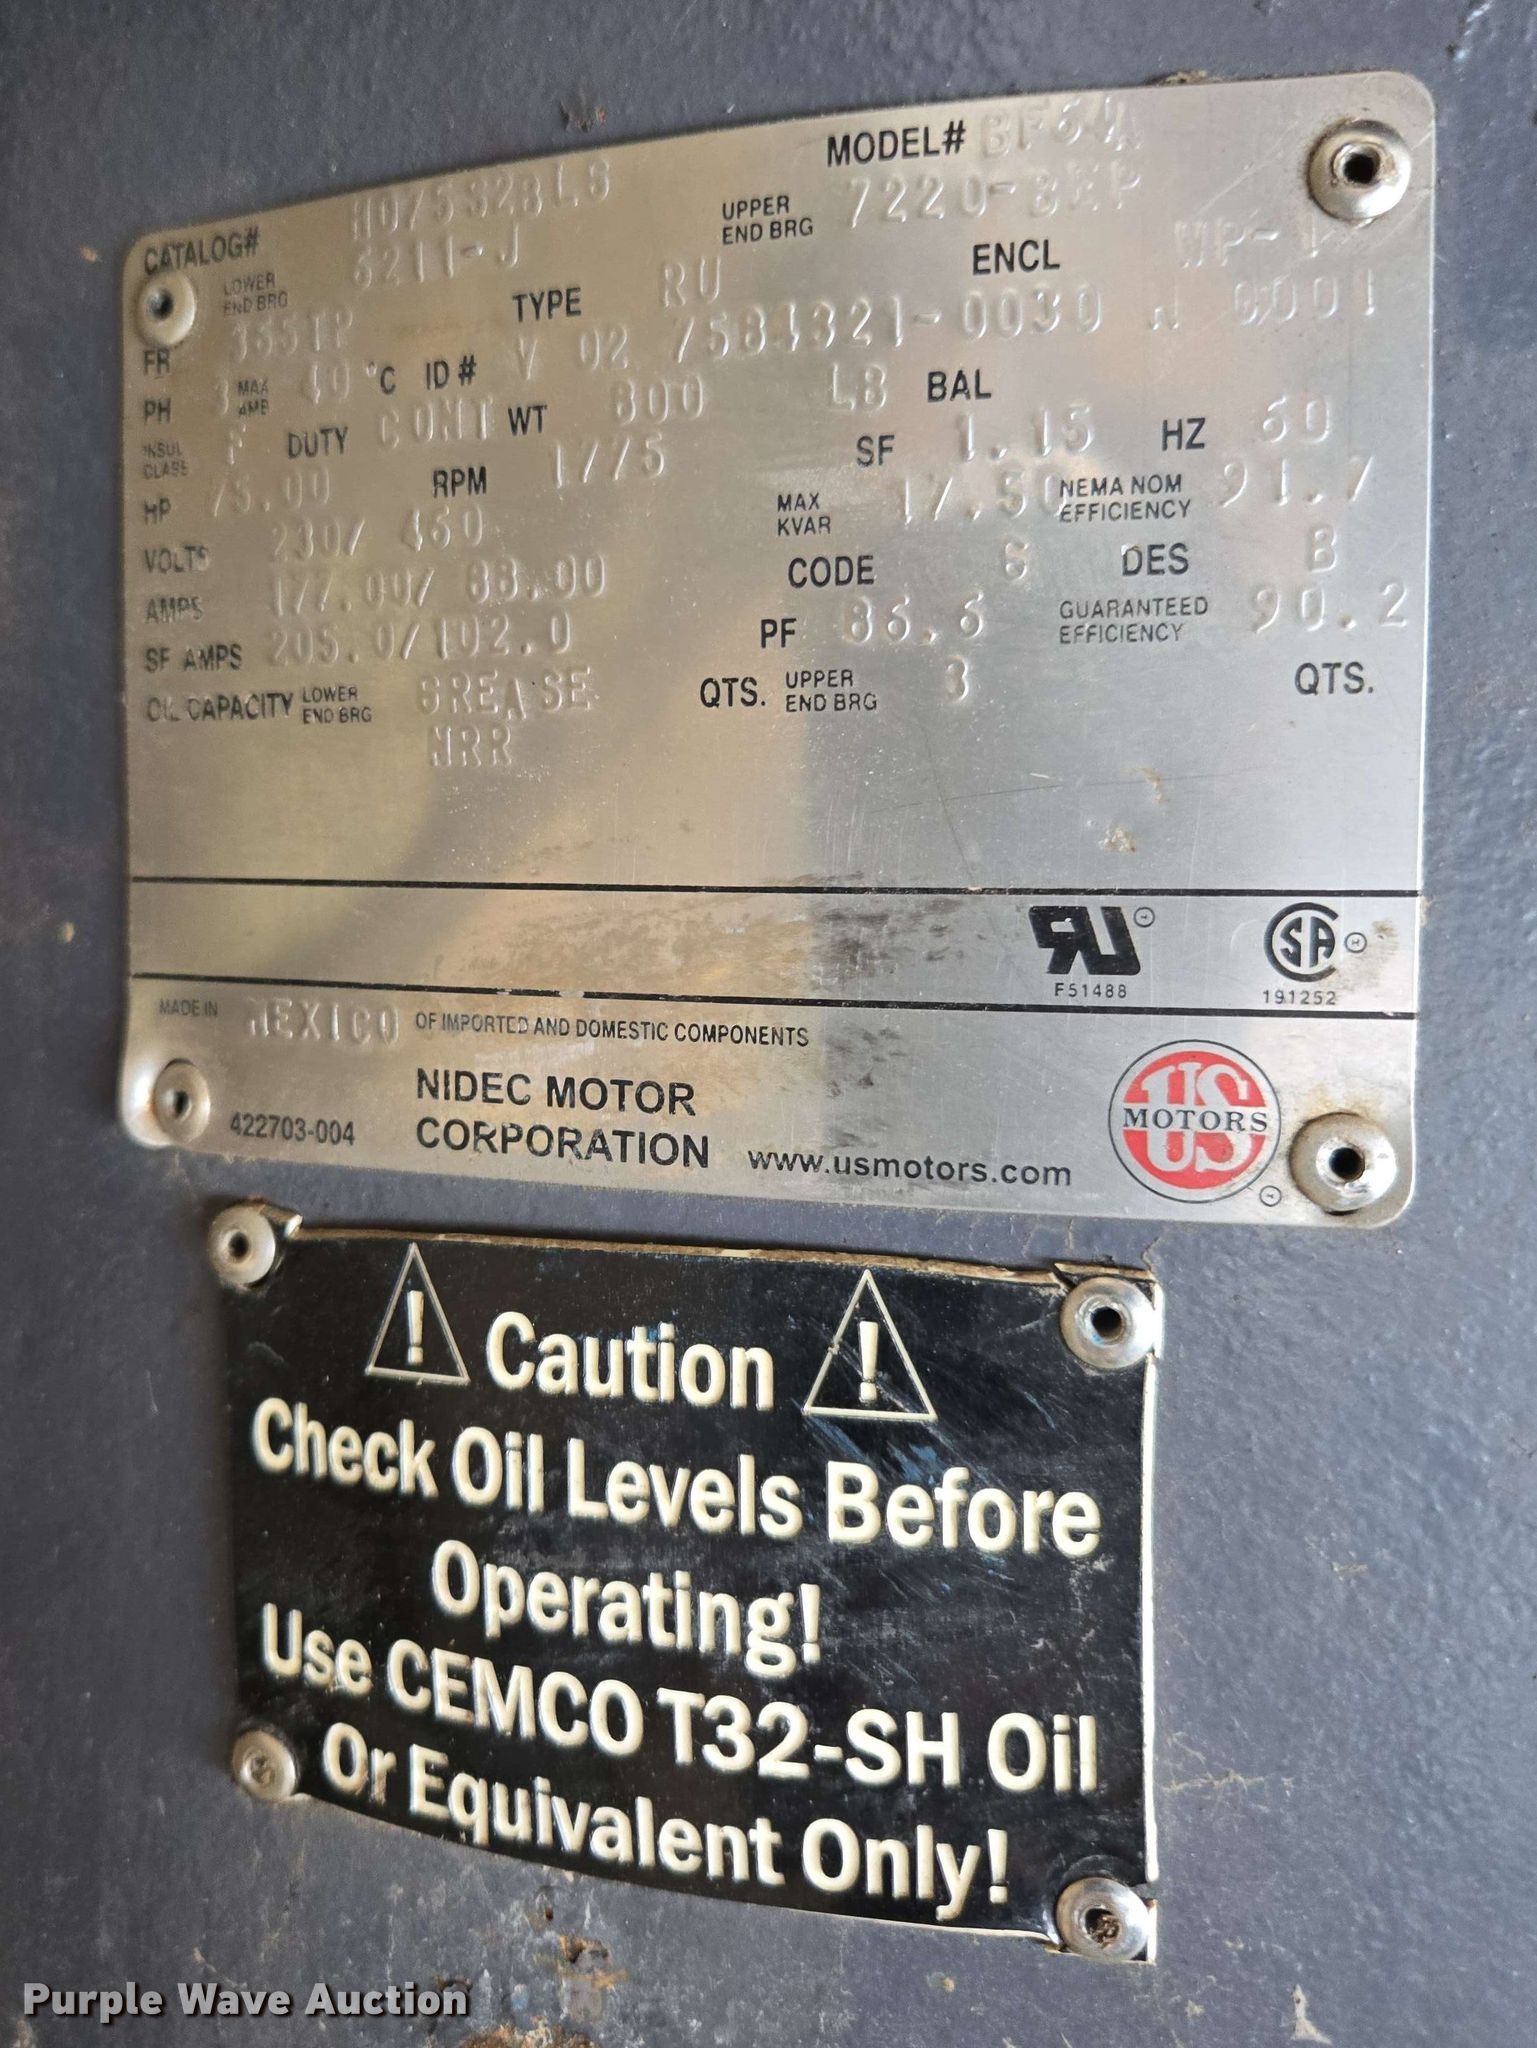 MODEL# BF64A
CATALOG# HO75S2BLG
LOWER END BRG 6211-J UPPER END BRG 7220-BEP
FR 365TP TYPE RU ENCL WP-1
PH 3 MAX AMB 40 °C ID# V 02 7584321-0030 M 0001
INSUL CLASS F DUTY CONT WT 800 LB BAL
HP 75.00 RPM 1775 SF 1.15 HZ 60
VOLTS 230/ 460 MAX KVAR 17.50 NEMA NOM EFFICIENCY 91.7
AMPS 177.00/ 88.00 CODE G DES B
SF AMPS 205.0/102.0 PF 86.6 GUARANTEED EFFICIENCY 90.2
OIL CAPACITY LOWER END BRG GREASE QTS. UPPER END BRG 3 QTS.
NRR
F51488
191252
MADE IN MEXICO OF IMPORTED AND DOMESTIC COMPONENTS
422703-004
NIDEC MOTOR
CORPORATION
www.usmotors.com
US MOTORS
Caution
Check Oil Levels Before
Operating!
Use CEMCO T32-SH Oil
Or Equivalent Only!
Purple Wave Auction